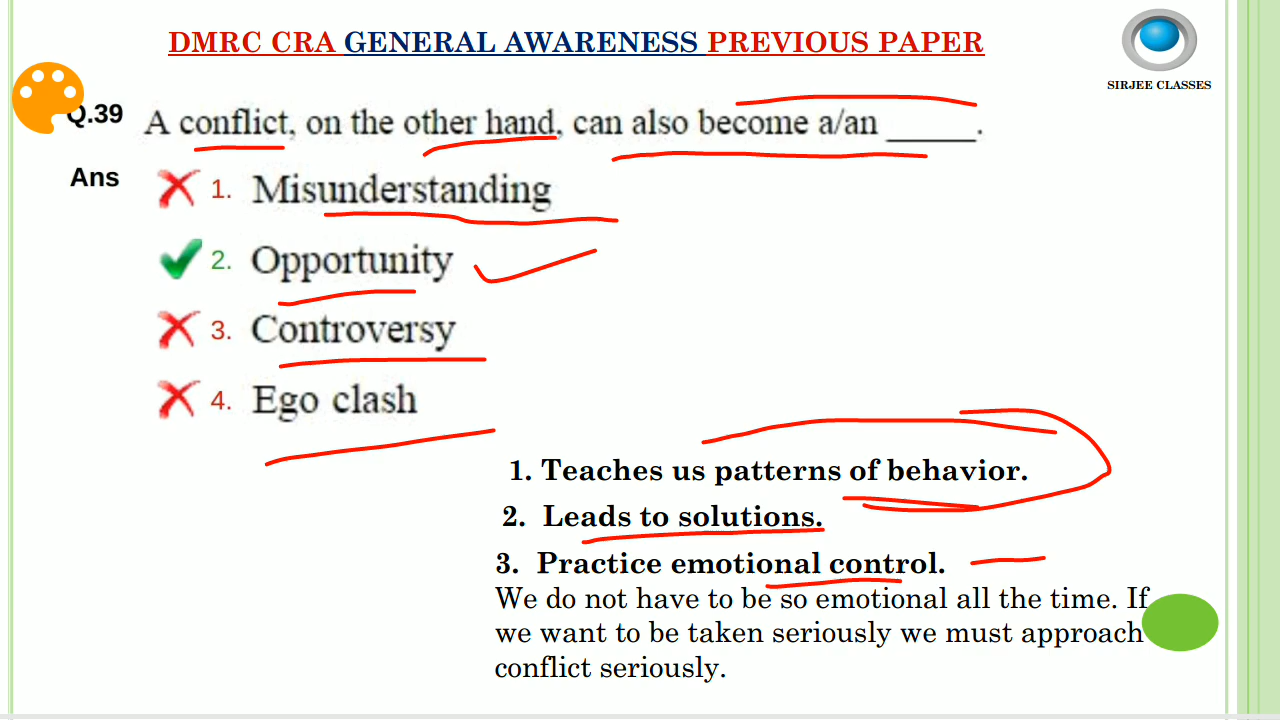 DMRC CRA GENERAL AWARENESS PREVIOUS PAPER
SIRJEE CLASSES
Q.39 A conflict, on the other hand, can also become a/an _____.
Ans 1. Misunderstanding
2. Opportunity
3. Controversy
4. Ego clash
1. Teaches us patterns of behavior.
2. Leads to solutions.
3. Practice emotional control.
We do not have to be so emotional all the time. If
we want to be taken seriously we must approach
conflict seriously.